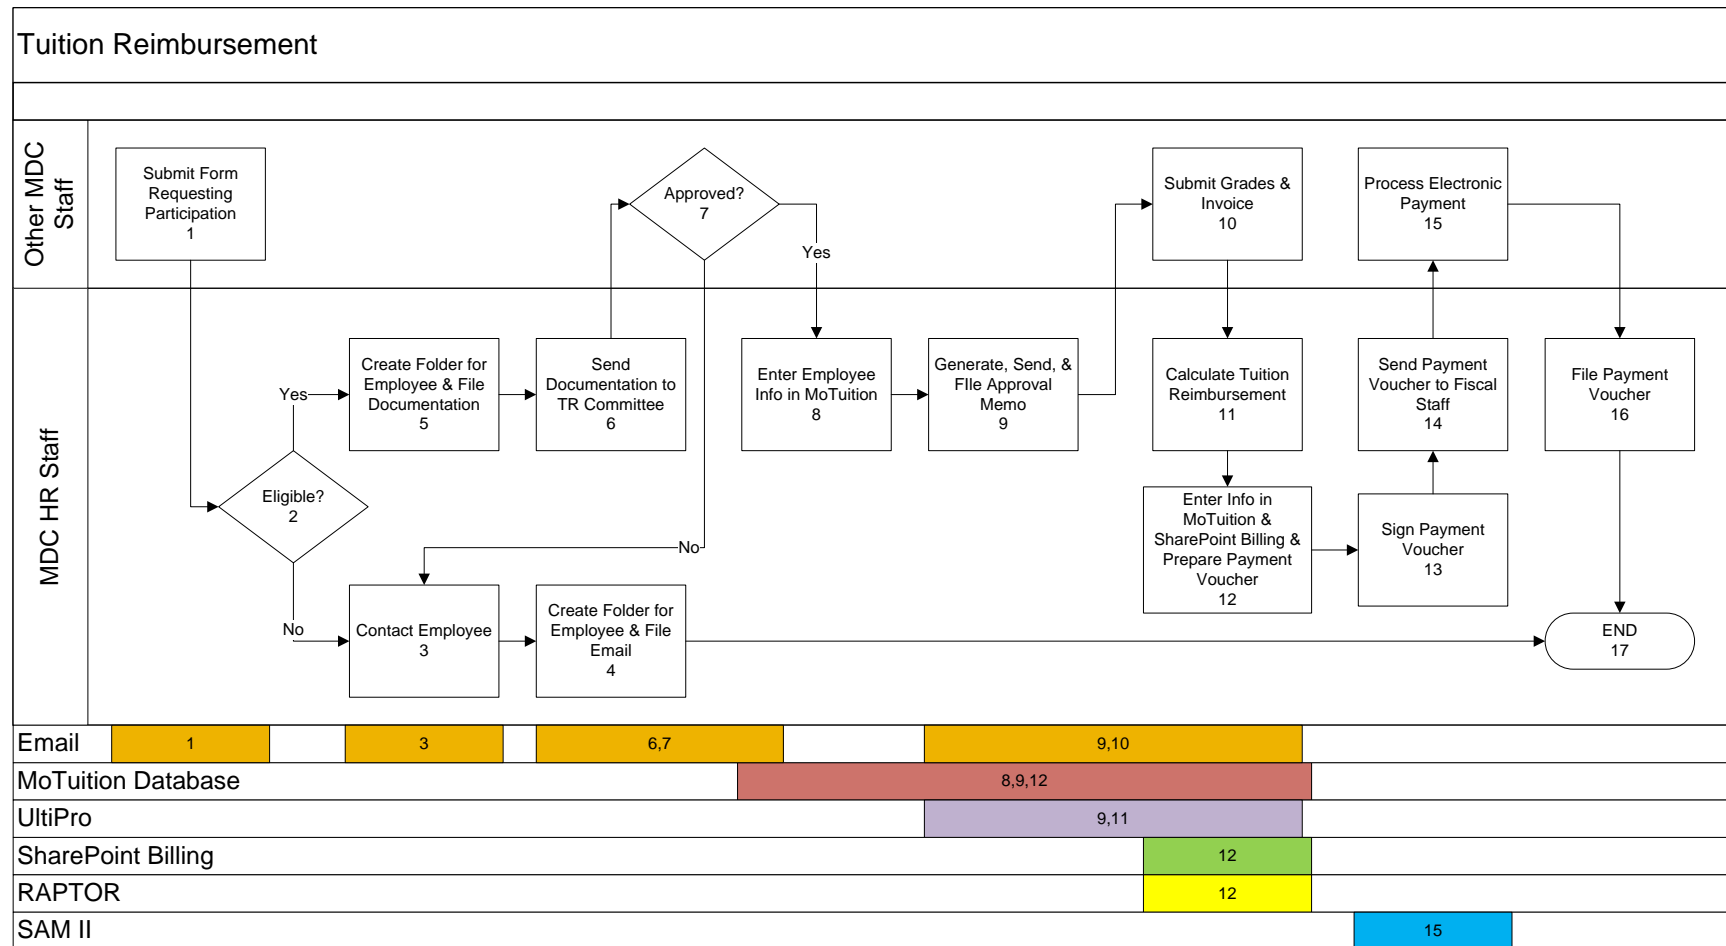 Tuition Reimbursement
Other MDC
Staff
Submit Form
Requesting
Participation
1
Approved?
7
Yes
Submit Grades &
Invoice
10
Process Electronic
Payment
15
MDC HR Staff
Eligible?
2
Yes
No
Create Folder for
Employee & File
Documentation
5
Send
Documentation to
TR Committee
6
No
Contact Employee
3
Create Folder for
Employee & File
Email
4
Enter Employee
Info in MoTuition
8
Generate, Send, &
FIle Approval
Memo
9
Calculate Tuition
Reimbursement
11
Enter Info in
MoTuition &
SharePoint Billing &
Prepare Payment
Voucher
12
Sign Payment
Voucher
13
Send Payment
Voucher to Fiscal
Staff
14
File Payment
Voucher
16
END
17
Email
1
3
6,7
9,10
MoTuition Database
8,9,12
UltiPro
9,11
SharePoint Billing
12
RAPTOR
12
SAM II
15